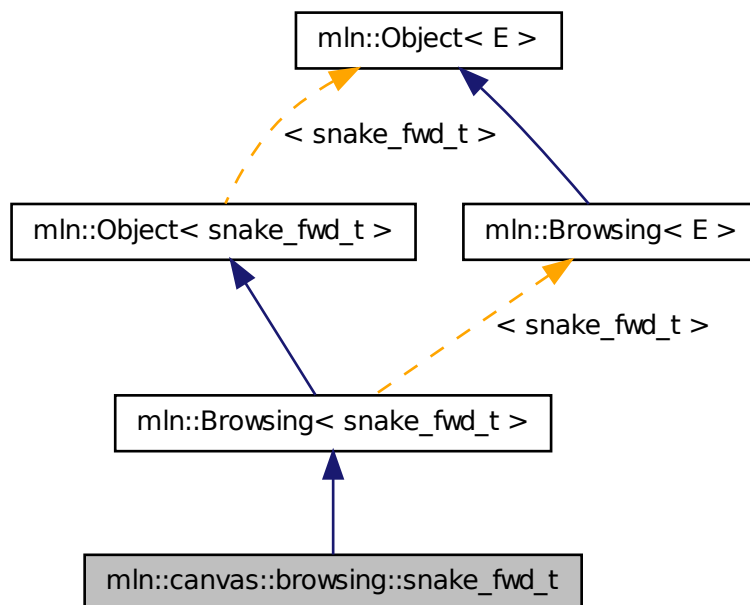 mln::Object< E >
< snake_fwd_t >
mln::Object< snake_fwd_t >
mln::Browsing< E >
< snake_fwd_t >
mln::Browsing< snake_fwd_t >
mln::canvas::browsing::snake_fwd_t